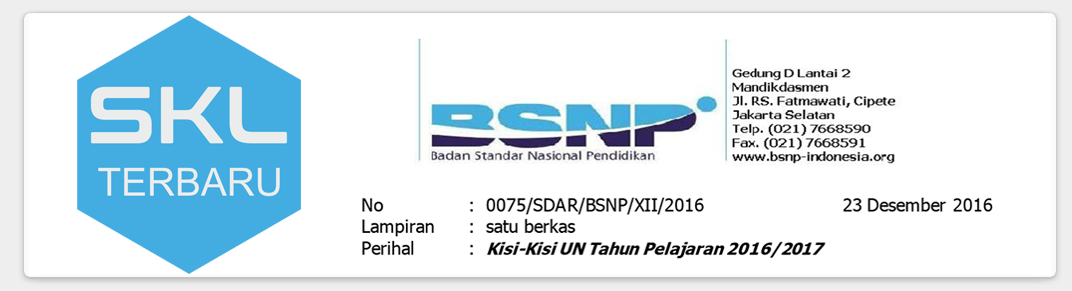 SKL
TERBARU
BSNP
Badan Standar Nasional Pendidikan
Gedung D Lantai 2
Mandikdasmen
Jl. RS. Fatmawati, Cipete
Jakarta Selatan
Telp. (021) 7668590
Fax. (021) 7668591
www.bsnp-indonesia.org
No : 0075/SDAR/BSNP/XII/2016 23 Desember 2016
Lampiran : satu berkas
Perihal : Kisi-Kisi UN Tahun Pelajaran 2016/2017